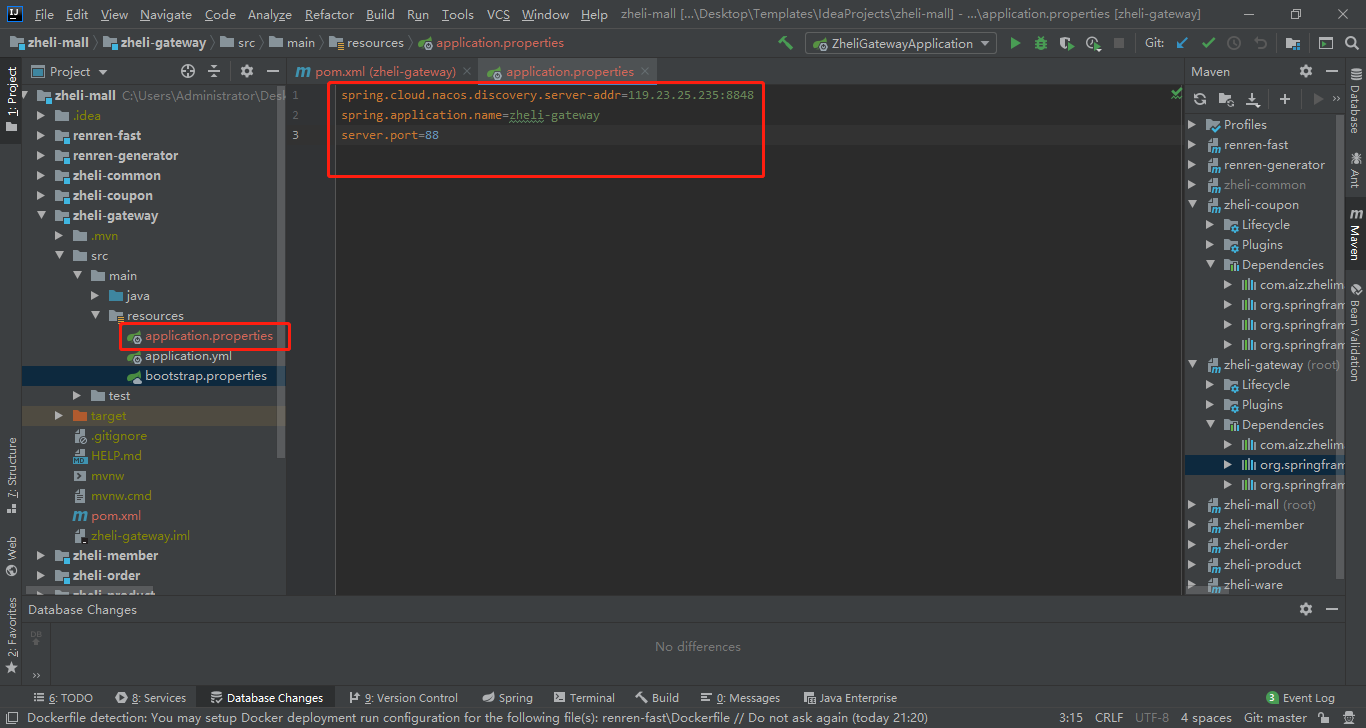 File Edit View Navigate Code Analyze Refactor Build Run Tools VCS Window Help zheli-mall [...\Desktop\Templates\IdeaProjects\zheli-mall] - ...\application.properties [zheli-gateway]
zheli-mall zheli-gateway src main resources application.properties ZheliGatewayApplication Git:
Project
pom.xml (zheli-gateway)
application.properties
Maven
1: Project
7: Structure
Web
2: Favorites
zheli-mall C:\Users\Administrator\Desk
.idea
renren-fast
renren-generator
zheli-common
zheli-coupon
zheli-gateway
.mvn
src
main
java
resources
application.properties
application.yml
bootstrap.properties
test
target
.gitignore
HELP.md
mvnw
mvnw.cmd
pom.xml
zheli-gateway.iml
zheli-member
zheli-order
zheli-product
1 spring.cloud.nacos.discovery.server-addr=119.23.25.235:8848
2 spring.application.name=zheli-gateway
3 server.port=88
Profiles
renren-fast
renren-generator
zheli-common
zheli-coupon
Lifecycle
Plugins
Dependencies
com.aiz.zhelim
org.springfram
org.springfram
org.springfram
zheli-gateway (root)
Lifecycle
Plugins
Dependencies
com.aiz.zhelim
org.springfram
org.springfram
zheli-mall (root)
zheli-member
zheli-order
zheli-product
zheli-ware
Database
Ant
Maven
Bean Validation
Database Changes
DB
No differences
6: TODO 8: Services Database Changes 9: Version Control Spring Terminal Build 0: Messages Java Enterprise 3 Event Log
Dockerfile detection: You may setup Docker deployment run configuration for the following file(s): renren-fast\Dockerfile // Do not ask again (today 21:20) 3:15 CRLF UTF-8 4 spaces Git: master